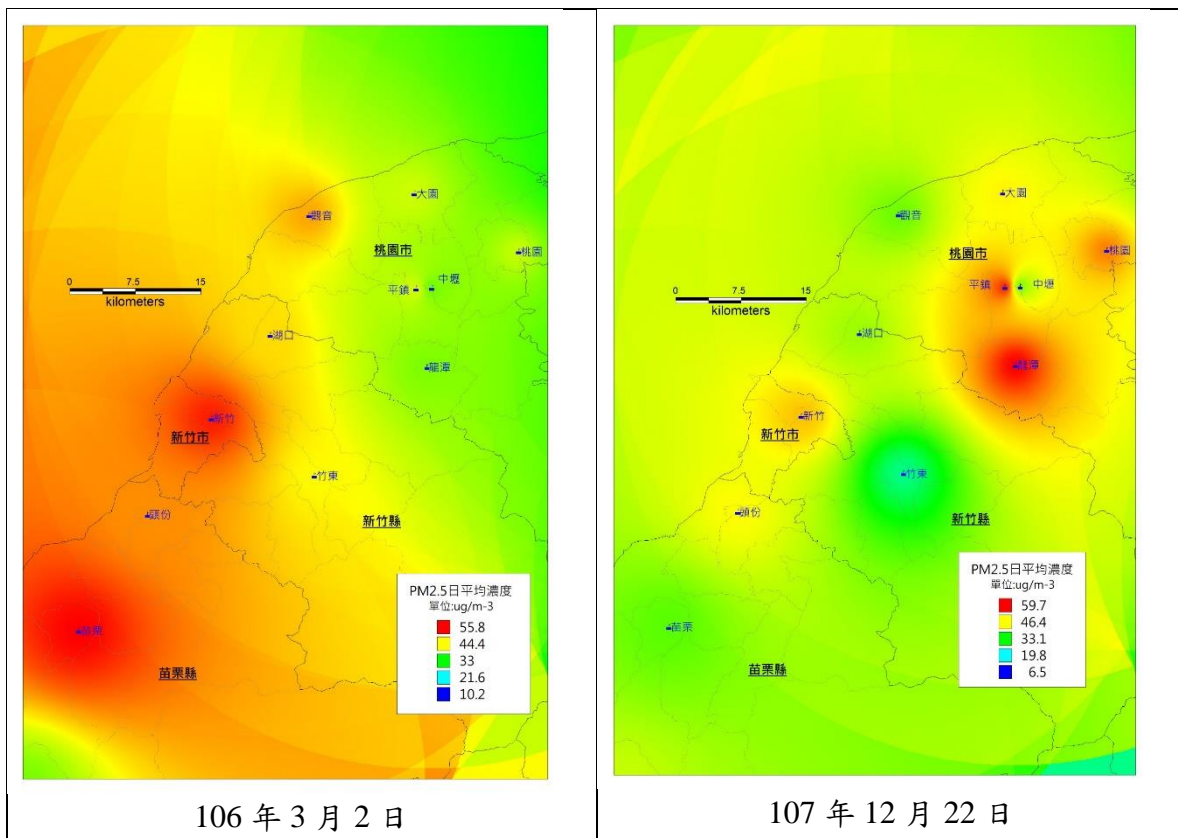 大園
觀音
桃園市
桃園
0 7.5 15
kilometers
平鎮
中壢
湖口
龍潭
新竹
新竹市
竹東
頭份
新竹縣
苗栗
苗栗縣
PM2.5日平均濃度
單位:ug/m-3
55.8
44.4
33
21.6
10.2
106 年 3 月 2 日
大園
觀音
桃園市
桃園
0 7.5 15
kilometers
平鎮
中壢
湖口
龍潭
新竹
新竹市
竹東
頭份
新竹縣
苗栗
苗栗縣
PM2.5日平均濃度
單位:ug/m-3
59.7
46.4
33.1
19.8
6.5
107 年 12 月 22 日